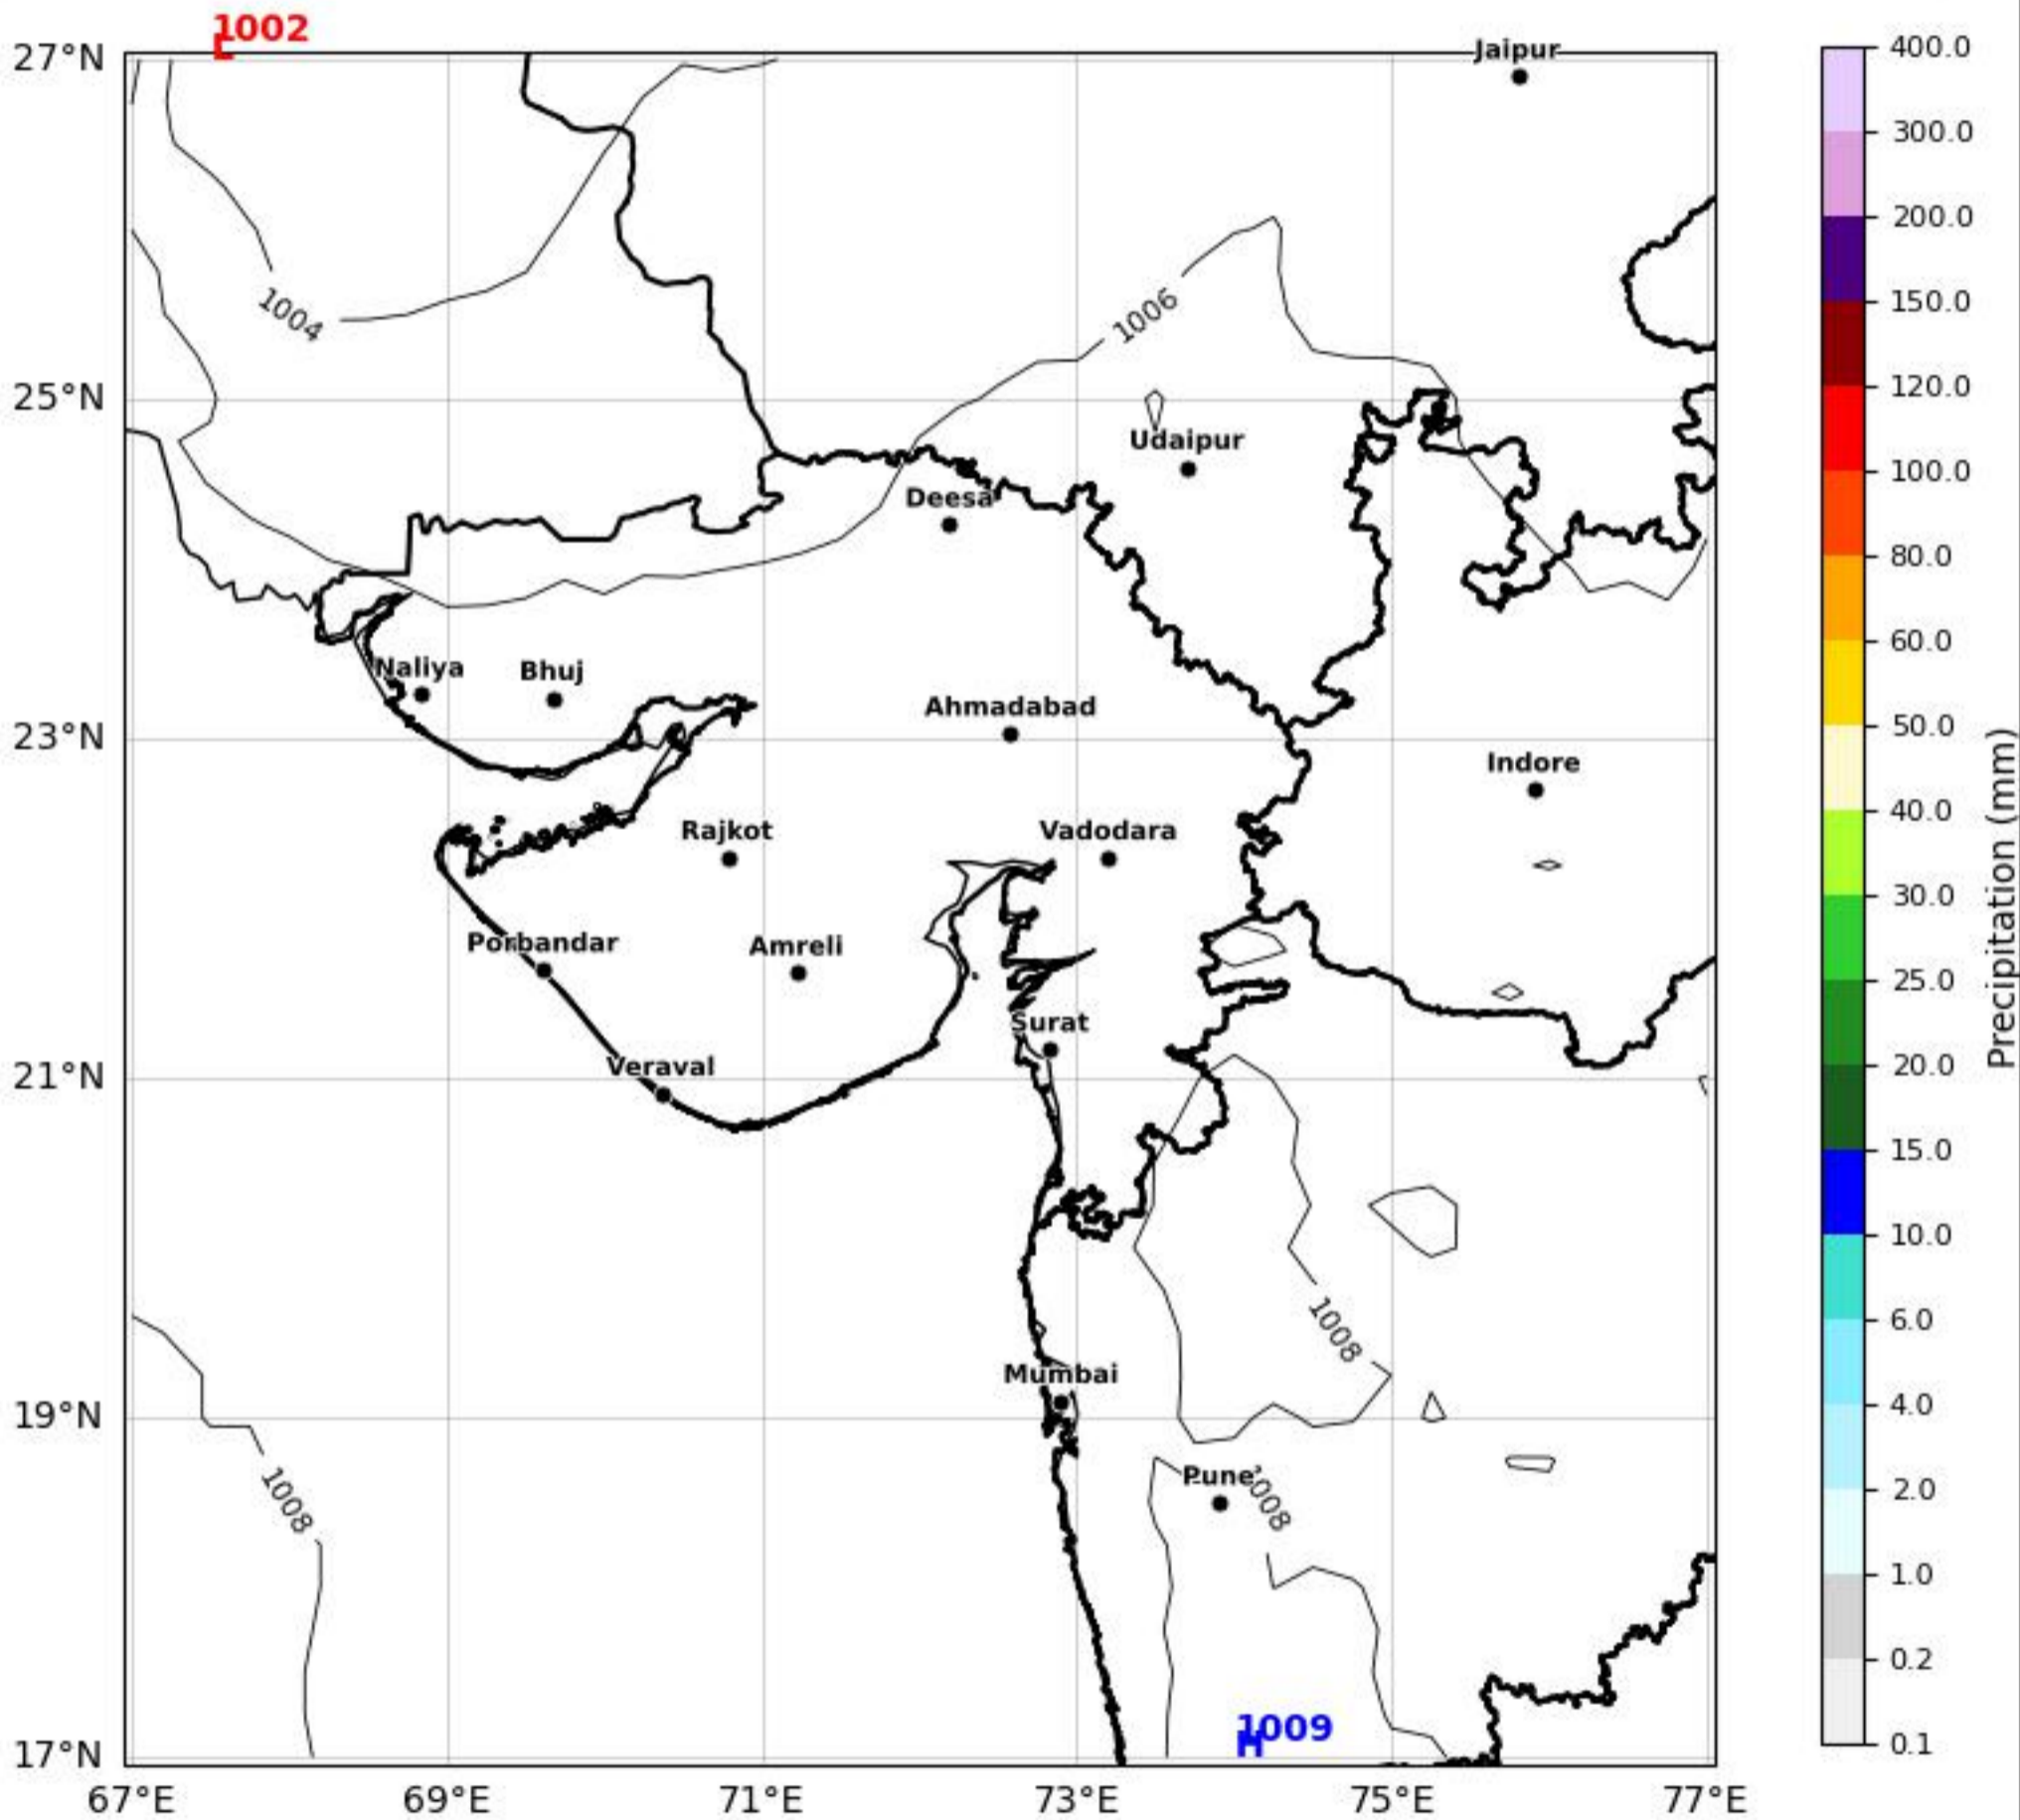 1002
L
27°N
25°N
23°N
21°N
19°N
17°N
67°E
69°E
71°E
73°E
75°E
77°E
Jaipur
1004
1006
Udaipur
Deesa
Naliya
Bhuj
Ahmadabad
Indore
Rajkot
Vadodara
Porbandar
Amreli
Surat
Veraval
1008
Mumbai
1008
Pune
1008
1009
H
400.0
300.0
200.0
150.0
120.0
100.0
80.0
60.0
50.0
40.0
30.0
25.0
20.0
15.0
10.0
6.0
4.0
2.0
1.0
0.2
0.1
Precipitation (mm)